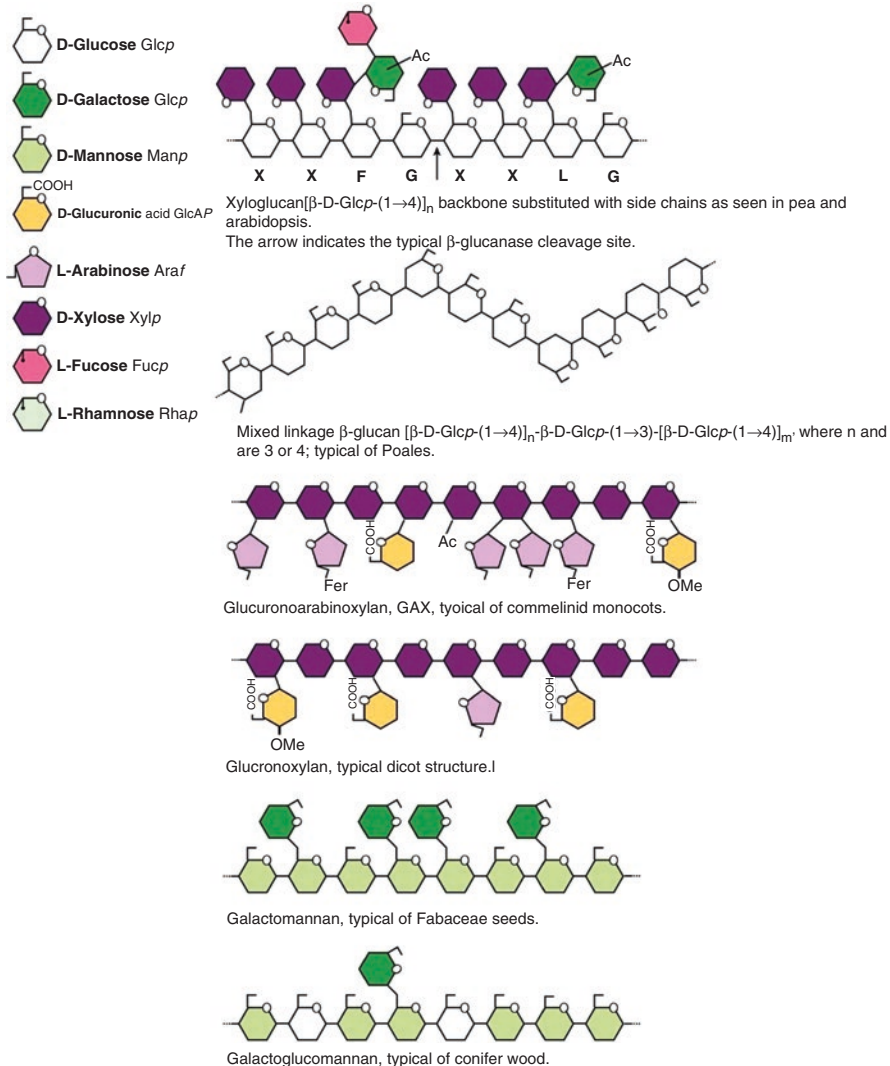 D-Glucose Glcp
D-Galactose Glcp
D-Mannose Manp
COOH
D-Glucuronic acid GlcAP
L-Arabinose Araf
D-Xylose Xylp
L-Fucose Fucp
L-Rhamnose Rhap
Ac
Ac
X X F G X X L G
Xyloglucan[β-D-Glcp-(1→4)]n backbone substituted with side chains as seen in pea and
arabidopsis.
The arrow indicates the typical β-glucanase cleavage site.
Mixed linkage β-glucan [β-D-Glcp-(1→4)]n-β-D-Glcp-(1→3)-[β-D-Glcp-(1→4)]m, where n and
are 3 or 4; typical of Poales.
COOH
Ac
COOH
Fer
Fer
OMe
Glucuronoarabinoxylan, GAX, tyoical of commelinid monocots.
COOH
COOH
COOH
OMe
Glucronoxylan, typical dicot structure.l
Galactomannan, typical of Fabaceae seeds.
Galactoglucomannan, typical of conifer wood.